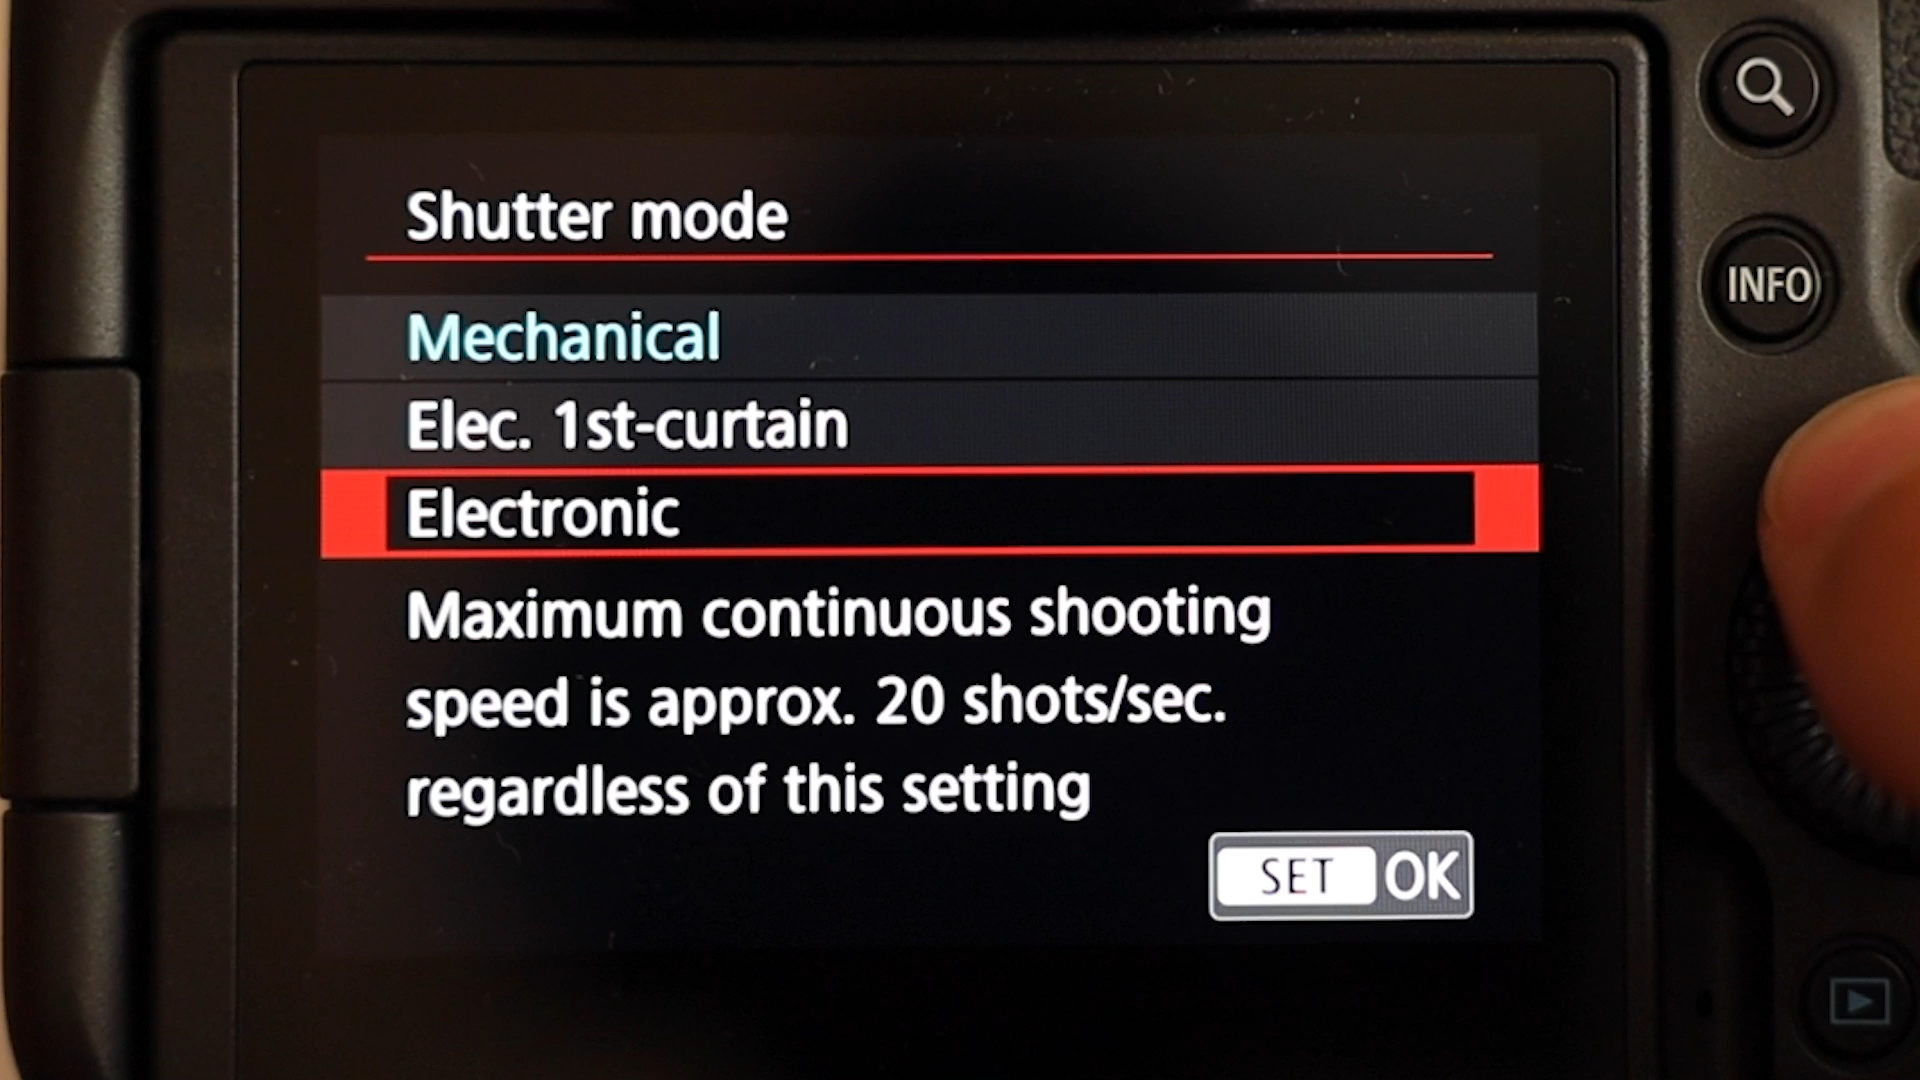 Shutter mode
Mechanical
Elec. 1st-curtain
Electronic
Maximum continuous shooting
speed is approx. 20 shots/sec.
regardless of this setting
SET OK
INFO